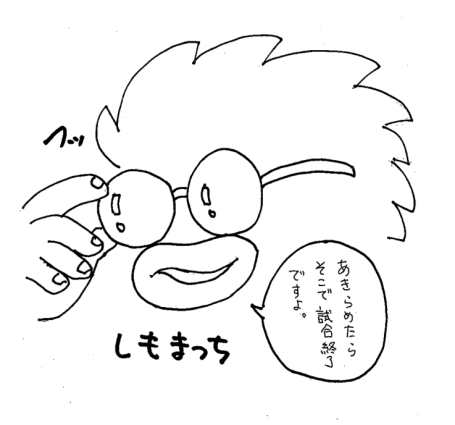 フッ
あきらめたら
そこで試合終了
ですよ。
しもまっち